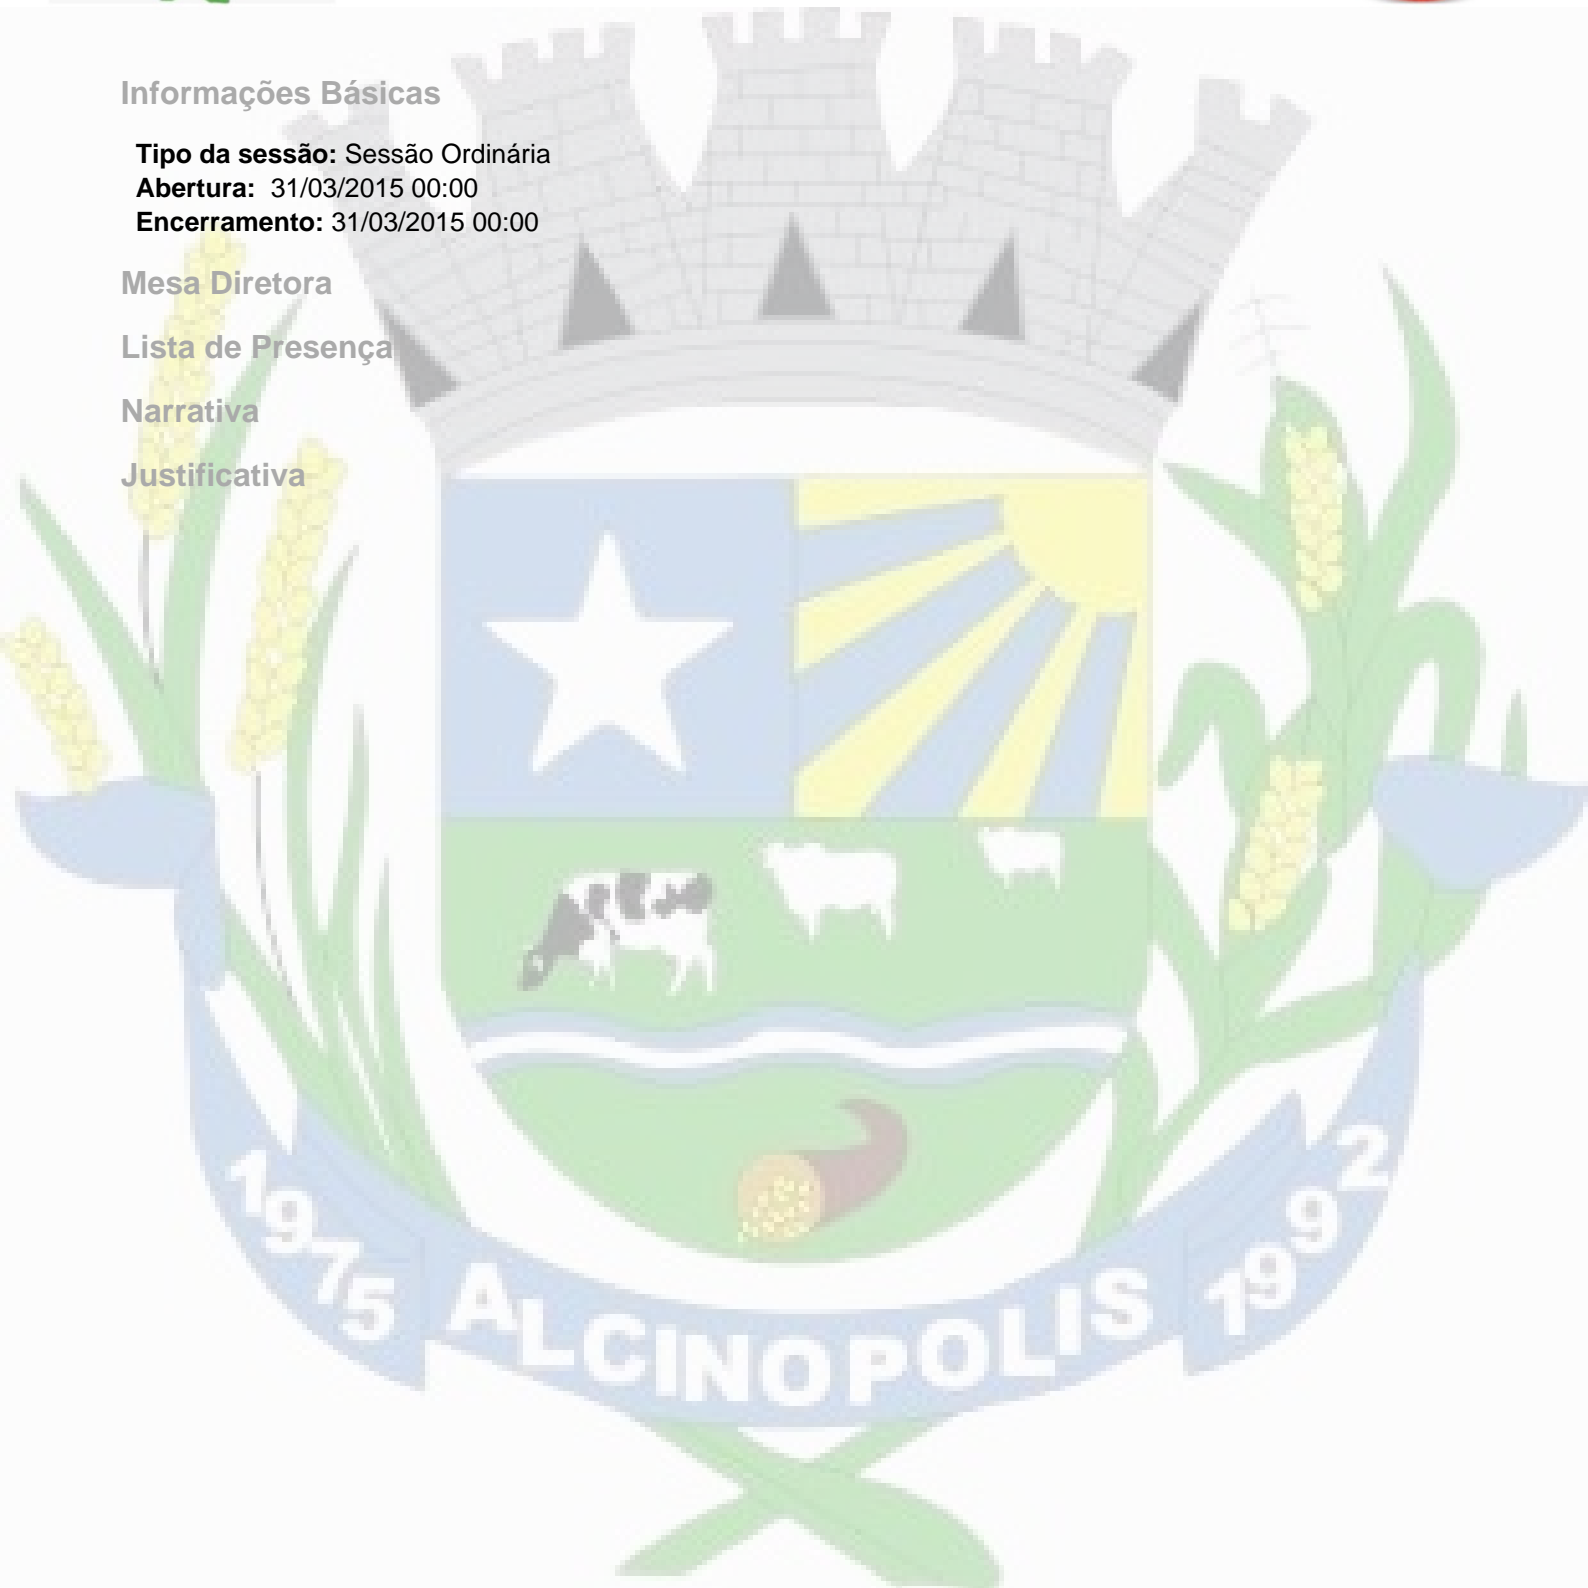 Informações Básicas
Tipo da sessão: Sessão Ordinária
Abertura: 31/03/2015 00:00
Encerramento: 31/03/2015 00:00
Mesa Diretora
Lista de Presença
Narrativa
Justificativa
1975 ALCINOPOLIS 1992